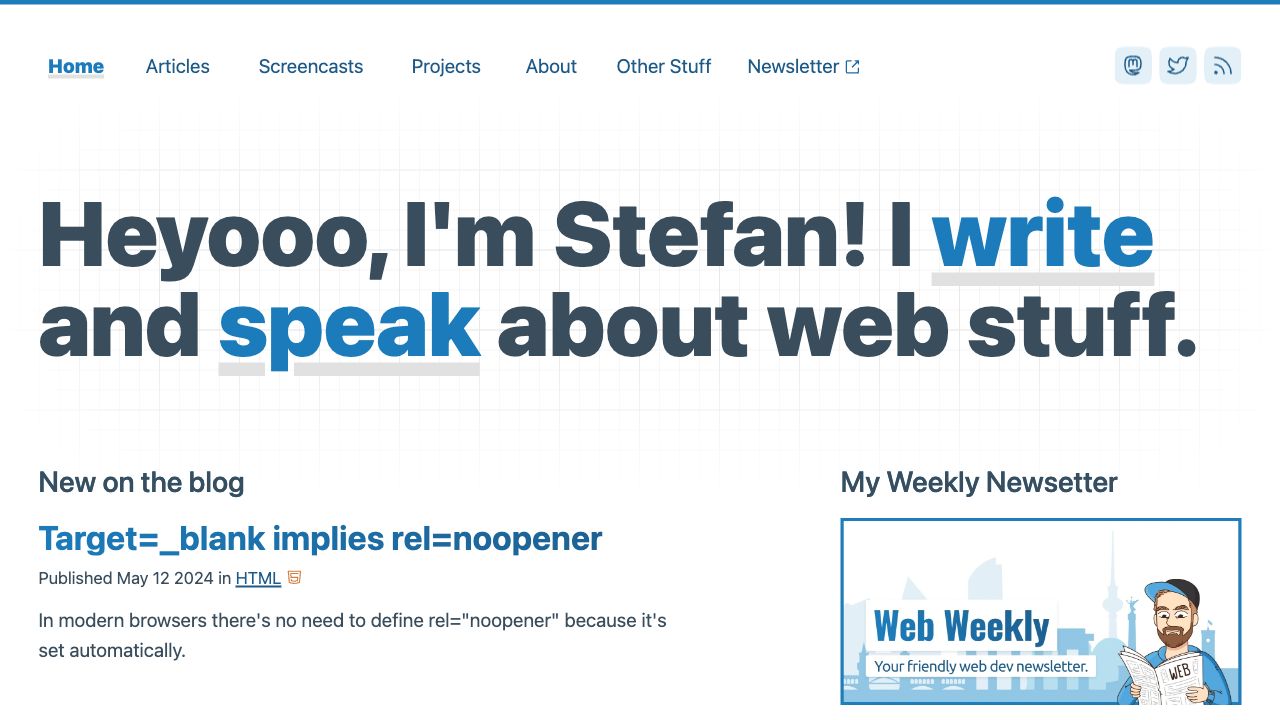 Home Articles Screencasts Projects About Other Stuff Newsletter
Heyooo, I'm Stefan! I write
and speak about web stuff.
New on the blog
Target=_blank implies rel=noopener
Published May 12 2024 in HTML
In modern browsers there's no need to define rel="noopener" because it's
set automatically.
My Weekly Newsetter
Web Weekly
Your friendly web dev newsletter.
WEB